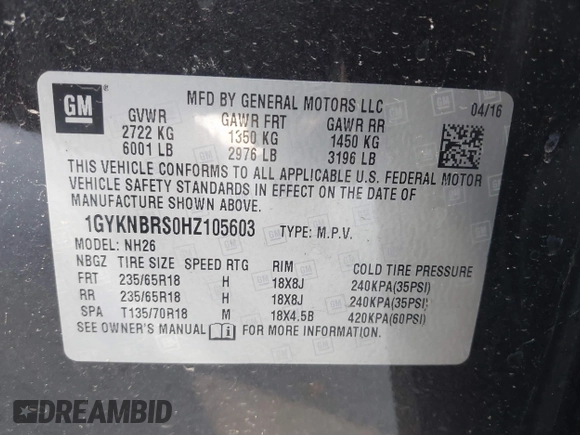 GM
MFD BY GENERAL MOTORS LLC
04/16
GVWR GAWR FRT GAWR RR
2722 KG 1350 KG 1450 KG
6001 LB 2976 LB 3196 LB
THIS VEHICLE CONFORMS TO ALL APPLICABLE U.S. FEDERAL MOTOR
VEHICLE SAFETY STANDARDS IN EFFECT ON THE DATE OF
MANUFACTURE SHOWN ABOVE.
1GYKNBRS0HZ105603 TYPE: M.P.V.
MODEL: NH26
NBGZ TIRE SIZE SPEED RTG RIM COLD TIRE PRESSURE
FRT 235/65R18 H 18X8J 240KPA(35PSI)
RR 235/65R18 H 18X8J 240KPA(35PSI)
SPA T135/70R18 M 18X4.5B 420KPA(60PSI)
SEE OWNER'S MANUAL FOR MORE INFORMATION.
DREAMBID